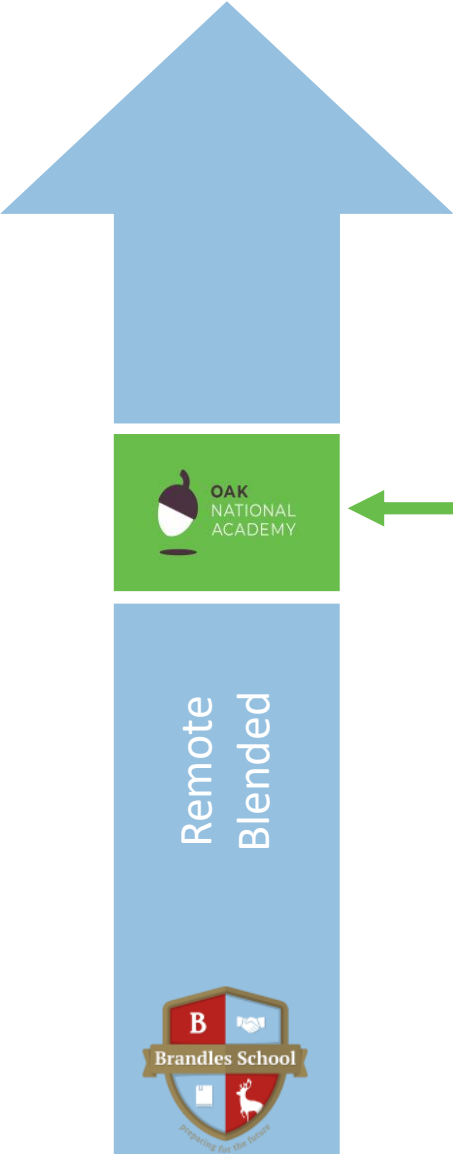 OAK
NATIONAL
ACADEMY
Remote
Blended
B
Brandles School
preparing for the future